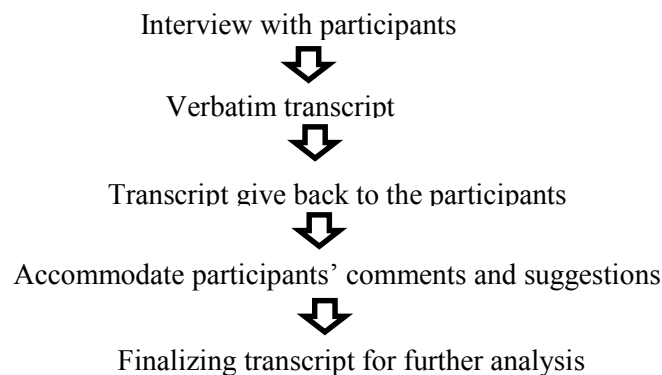 Interview with participants
Verbatim transcript
Transcript give back to the participants
Accommodate participants’ comments and suggestions
Finalizing transcript for further analysis